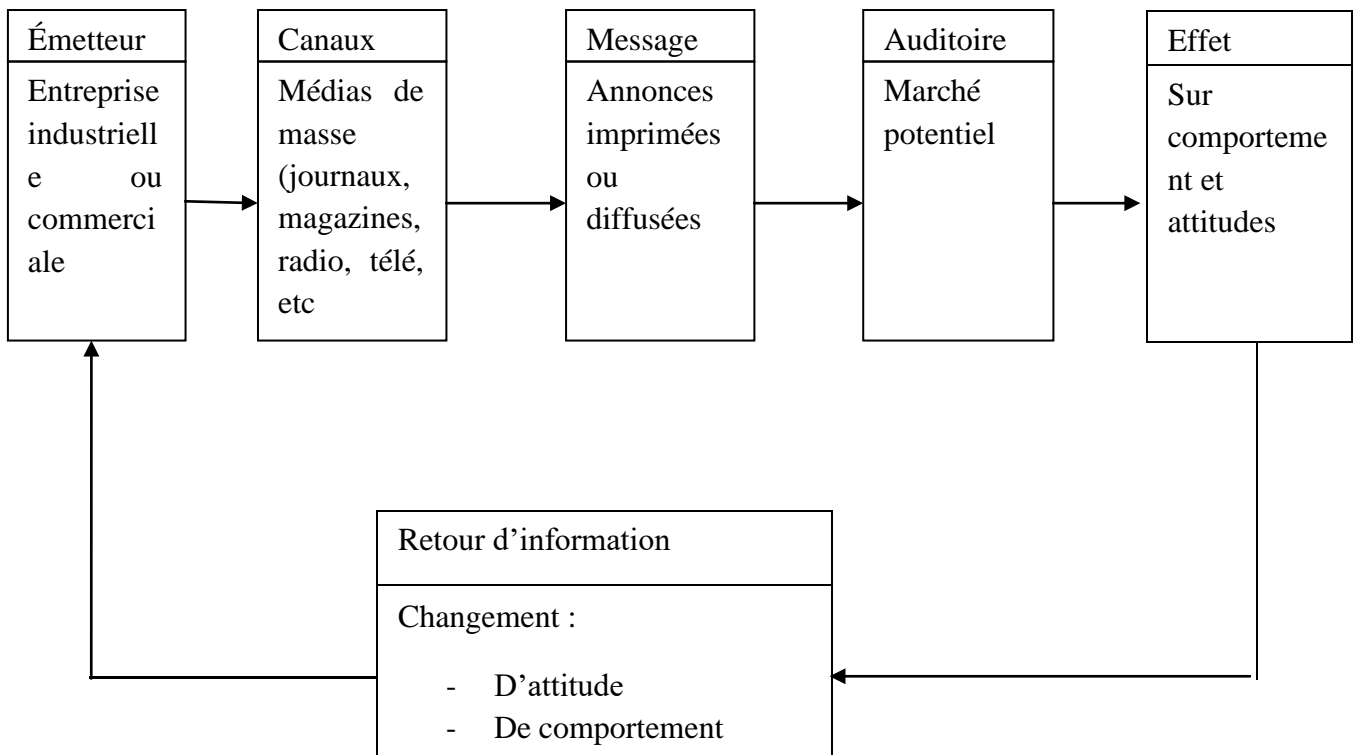 Émetteur
Entreprise
industriell
e ou
commerci
ale
Canaux
Médias de
masse
(journaux,
magazines,
radio, télé,
etc
Message
Annonces
imprimées
ou
diffusées
Auditoire
Marché
potentiel
Effet
Sur
comporteme
nt et
attitudes
Retour d’information
Changement :
- D’attitude
- De comportement